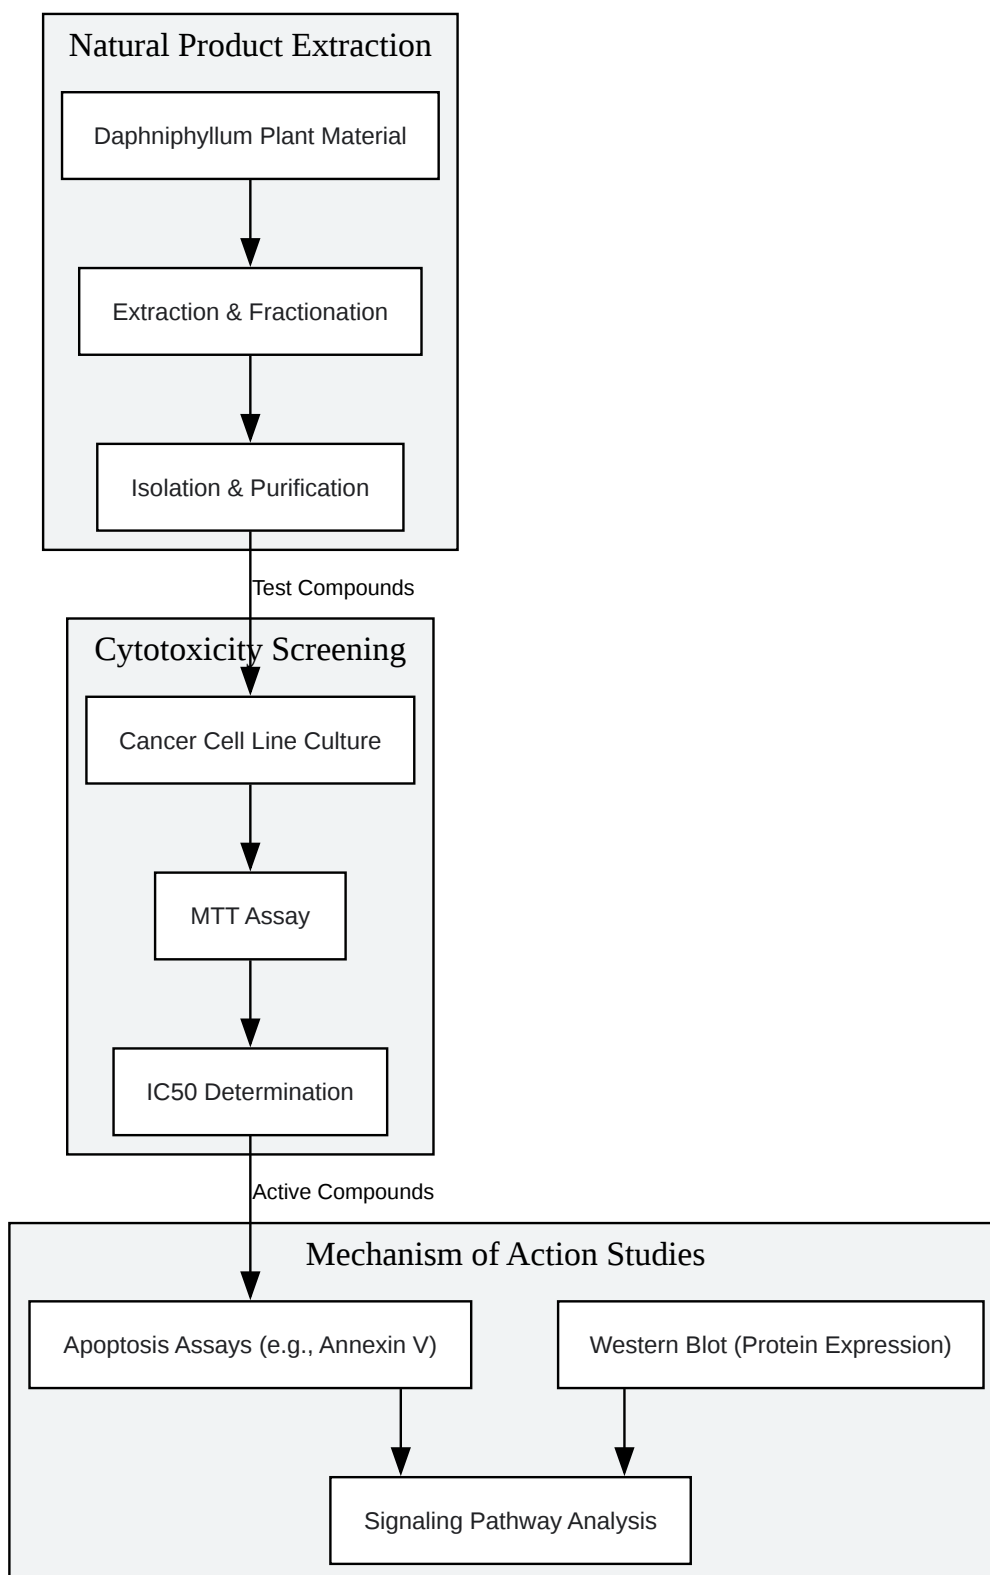 Natural Product Extraction
Daphniphyllum Plant Material
Extraction & Fractionation
Isolation & Purification
Test Compounds
Cytotoxicity Screening
Cancer Cell Line Culture
MTT Assay
IC50 Determination
Active Compounds
Mechanism of Action Studies
Apoptosis Assays (e.g., Annexin V)
Western Blot (Protein Expression)
Signaling Pathway Analysis